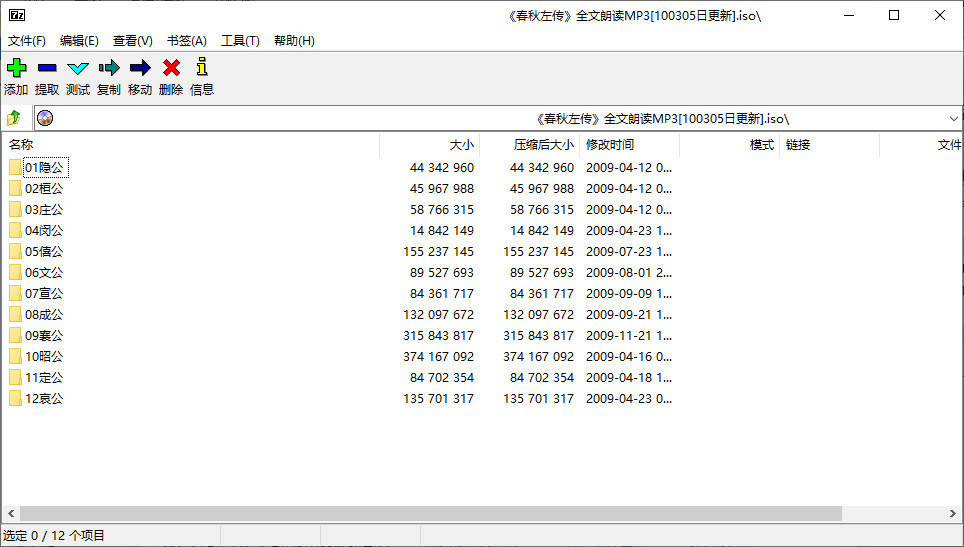 7z 《春秋左传》全文朗读MP3[100305日更新].iso\
文件(F) 编辑(E) 查看(V) 书签(A) 工具(T) 帮助(H)
添加 提取 测试 复制 移动 删除 信息
《春秋左传》全文朗读MP3[100305日更新].iso\
名称 大小 压缩后大小 修改时间 模式 链接 文件
01隐公 44 342 960 44 342 960 2009-04-12 0...
02桓公 45 967 988 45 967 988 2009-04-12 0...
03庄公 58 766 315 58 766 315 2009-04-12 0...
04闵公 14 842 149 14 842 149 2009-04-23 1...
05僖公 155 237 145 155 237 145 2009-07-23 1...
06文公 89 527 693 89 527 693 2009-08-01 2...
07宣公 84 361 717 84 361 717 2009-09-09 1...
08成公 132 097 672 132 097 672 2009-09-21 1...
09襄公 315 843 817 315 843 817 2009-11-21 1...
10昭公 374 167 092 374 167 092 2009-04-16 0...
11定公 84 702 354 84 702 354 2009-04-18 1...
12哀公 135 701 317 135 701 317 2009-04-23 0...
选定 0 / 12 个项目